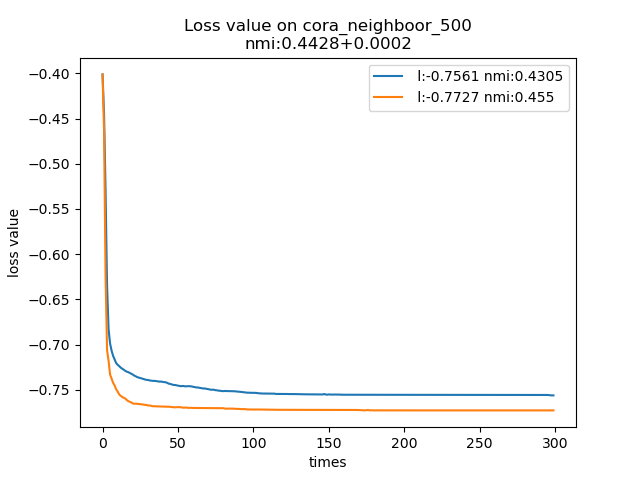 Loss value on cora_neighboor_500
nmi:0.4428+0.0002
l:-0.7561 nmi:0.4305
l:-0.7727 nmi:0.455
−0.40
−0.45
−0.50
−0.55
−0.60
−0.65
−0.70
−0.75
loss value
0
50
100
150
200
250
300
times